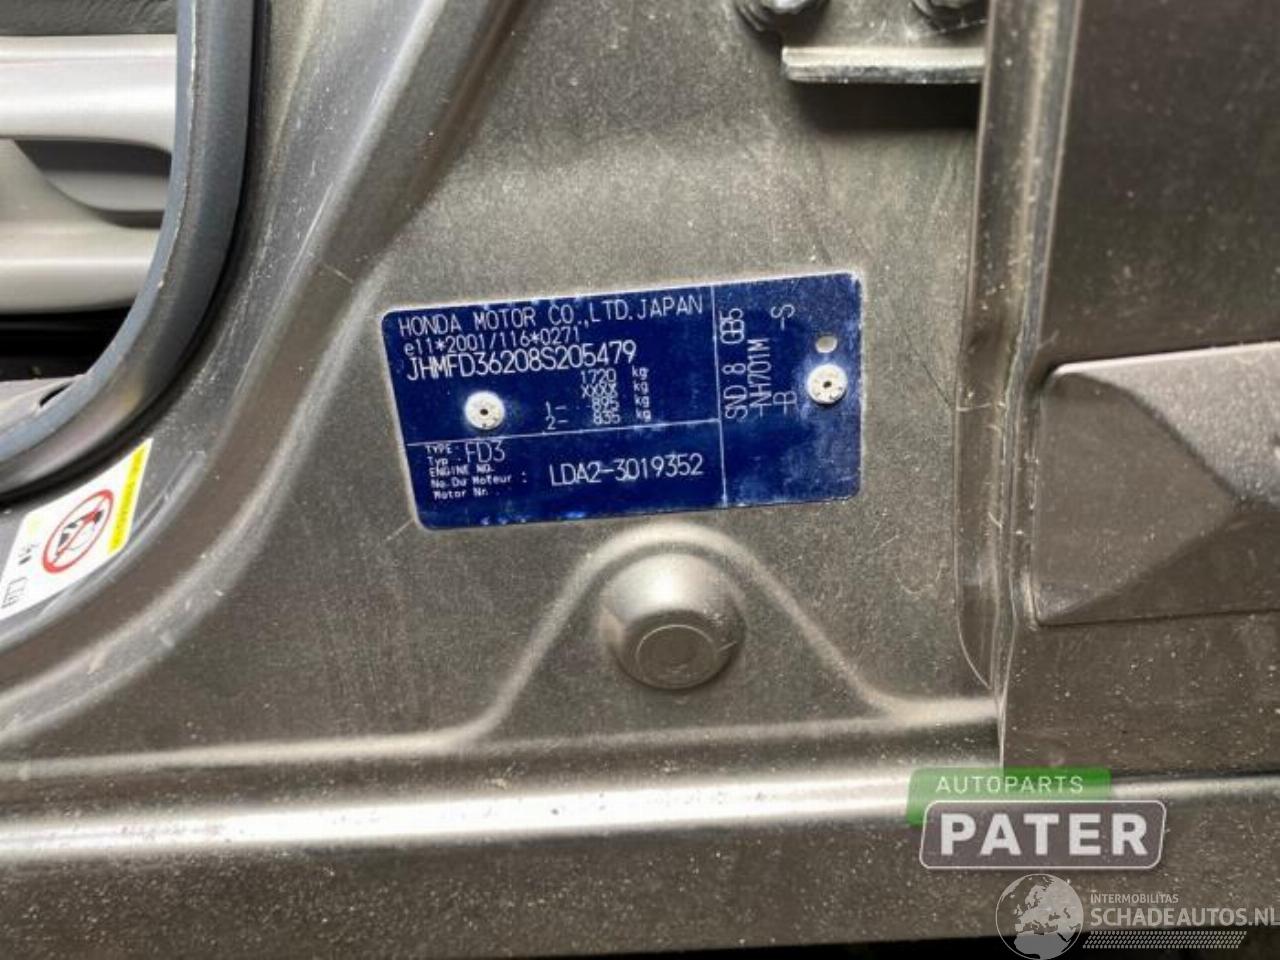 HONDA MOTOR CO.,LTD.JAPAN
e11*2001/116*0271
JHMFD36208S205479
1720 kg
XXXX kg
1- 895 kg
2- 835 kg
TYPE:
Typ: FD3
ENGINE NO.
No.Du Moteur : LDA2-3019352
Motor Nr.
SND 8
-NH701M -S
-B
AUTOPARTS
PATER
INTERMOBILITAS
SCHADEAUTOS.NL